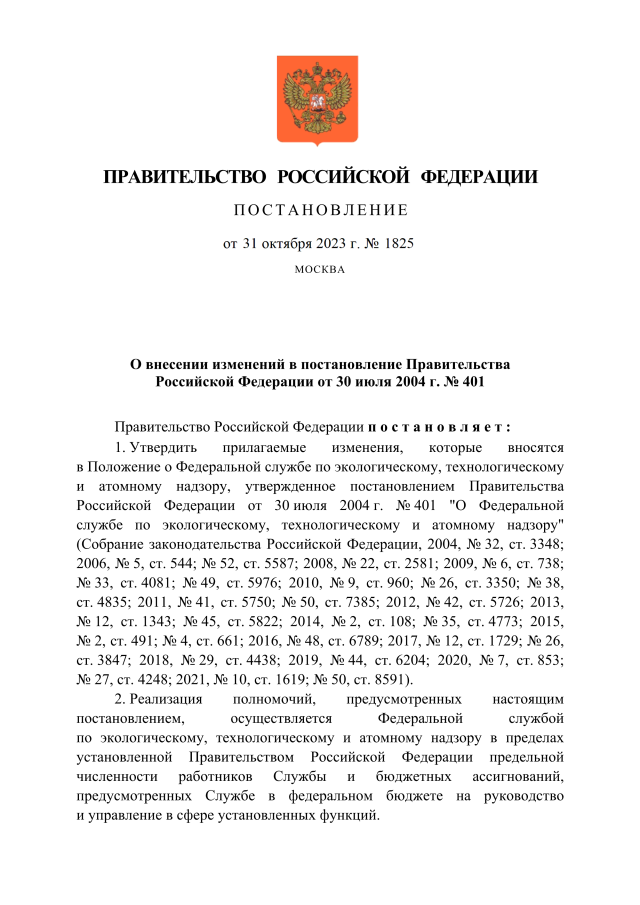 ПРАВИТЕЛЬСТВО РОССИЙСКОЙ ФЕДЕРАЦИИ
ПОСТАНОВЛЕНИЕ
от 31 октября 2023 г. № 1825
МОСКВА
О внесении изменений в постановление Правительства
Российской Федерации от 30 июля 2004 г. № 401
Правительство Российской Федерации п о с т а н о в л я е т :
1. Утвердить прилагаемые изменения, которые вносятся
в Положение о Федеральной службе по экологическому, технологическому
и атомному надзору, утвержденное постановлением Правительства
Российской Федерации от 30 июля 2004 г. № 401 "О Федеральной
службе по экологическому, технологическому и атомному надзору"
(Собрание законодательства Российской Федерации, 2004, № 32, ст. 3348;
2006, № 5, ст. 544; № 52, ст. 5587; 2008, № 22, ст. 2581; 2009, № 6, ст. 738;
№ 33, ст. 4081; № 49, ст. 5976; 2010, № 9, ст. 960; № 26, ст. 3350; № 38,
ст. 4835; 2011, № 41, ст. 5750; № 50, ст. 7385; 2012, № 42, ст. 5726; 2013,
№ 12, ст. 1343; № 45, ст. 5822; 2014, № 2, ст. 108; № 35, ст. 4773; 2015,
№ 2, ст. 491; № 4, ст. 661; 2016, № 48, ст. 6789; 2017, № 12, ст. 1729; № 26,
ст. 3847; 2018, № 29, ст. 4438; 2019, № 44, ст. 6204; 2020, № 7, ст. 853;
№ 27, ст. 4248; 2021, № 10, ст. 1619; № 50, ст. 8591).
2. Реализация полномочий, предусмотренных настоящим
постановлением, осуществляется Федеральной службой
по экологическому, технологическому и атомному надзору в пределах
установленной Правительством Российской Федерации предельной
численности работников Службы и бюджетных ассигнований,
предусмотренных Службе в федеральном бюджете на руководство
и управление в сфере установленных функций.